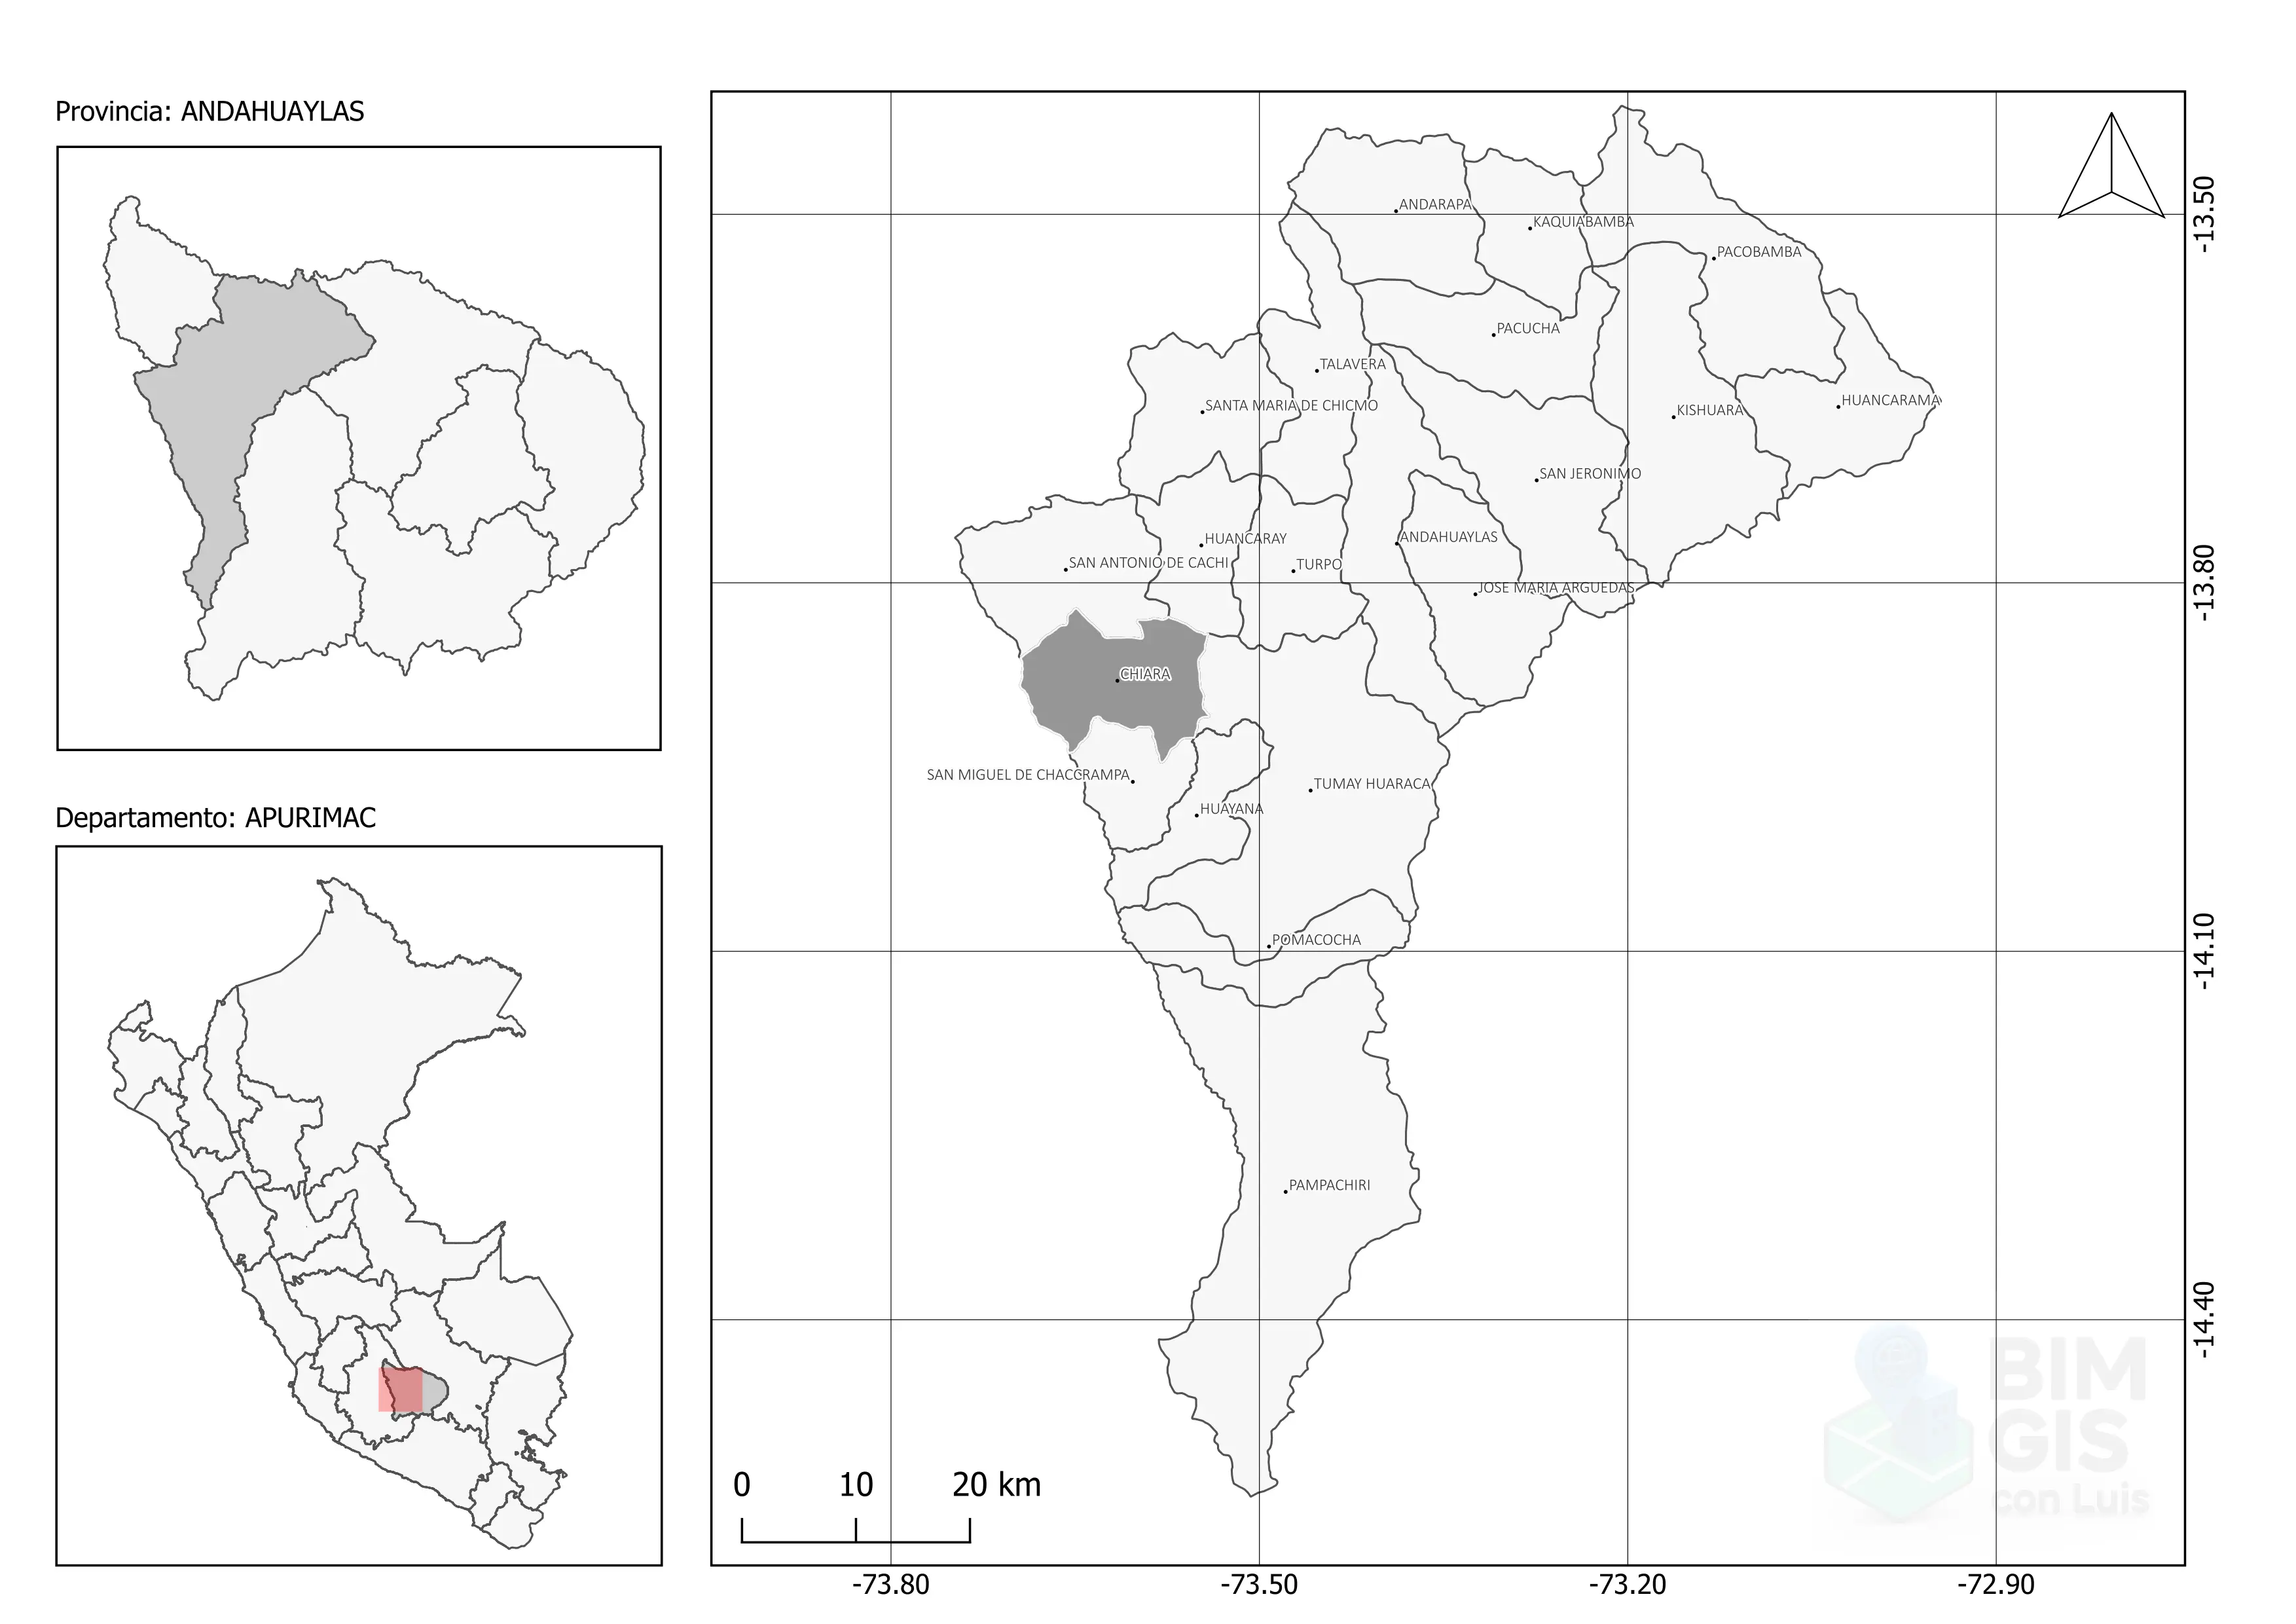 Provincia: ANDAHUAYLAS
Departamento: APURIMAC
ANDARAPA
KAQUIABAMBA
PACOBAMBA
PACUCHA
TALAVERA
SANTA MARIA DE CHICMO
KISHUARA
HUANCARAMA
SAN JERONIMO
HUANCARAY
ANDAHUAYLAS
SAN ANTONIO DE CACHI
TURPO
JOSE MARIA ARGUEDAS
CHIARA
SAN MIGUEL DE CHACCRAMPA
TUMAY HUARACA
HUAYANA
POMACOCHA
PAMPACHIRI
-13.50
-13.80
-14.10
-14.40
BIM
GIS
con Luis
0 10 20 km
-73.80 -73.50 -73.20 -72.90